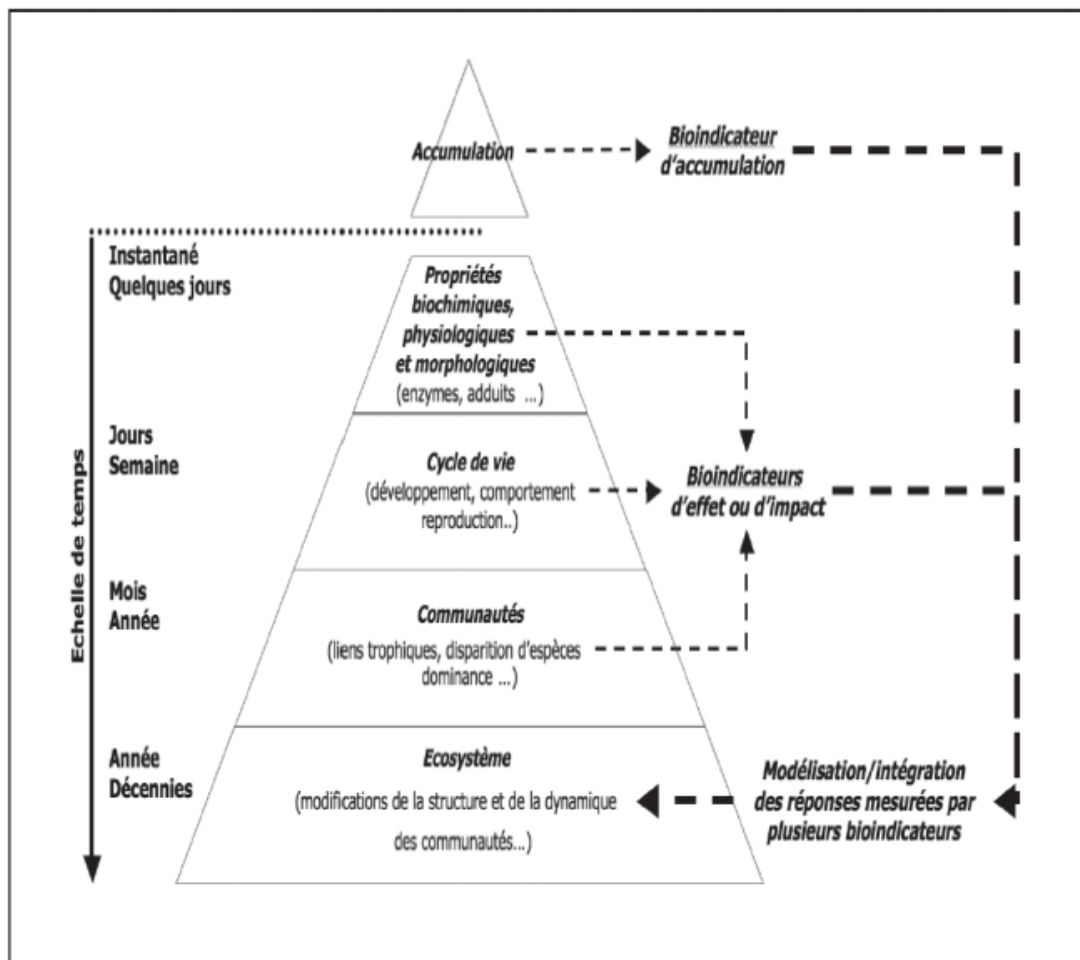 Accumulation
Bioindicateur
d'accumulation
Instantané
Quelques jours
Propriétés
biochimiques,
physiologiques
et morphologiques
(enzymes, adduits ...)
Jours
Semaine
Cycle de vie
(développement, comportement
reproduction..)
Bioindicateurs
d'effet ou d'impact
Echelle de temps
Mois
Année
Communautés
(liens trophiques, disparition d'espèces
dominance ...)
Année
Décennies
Ecosystème
(modifications de la structure et de la dynamique
des communautés...)
Modélisation/intégration
des réponses mesurées par
plusieurs bioindicateurs